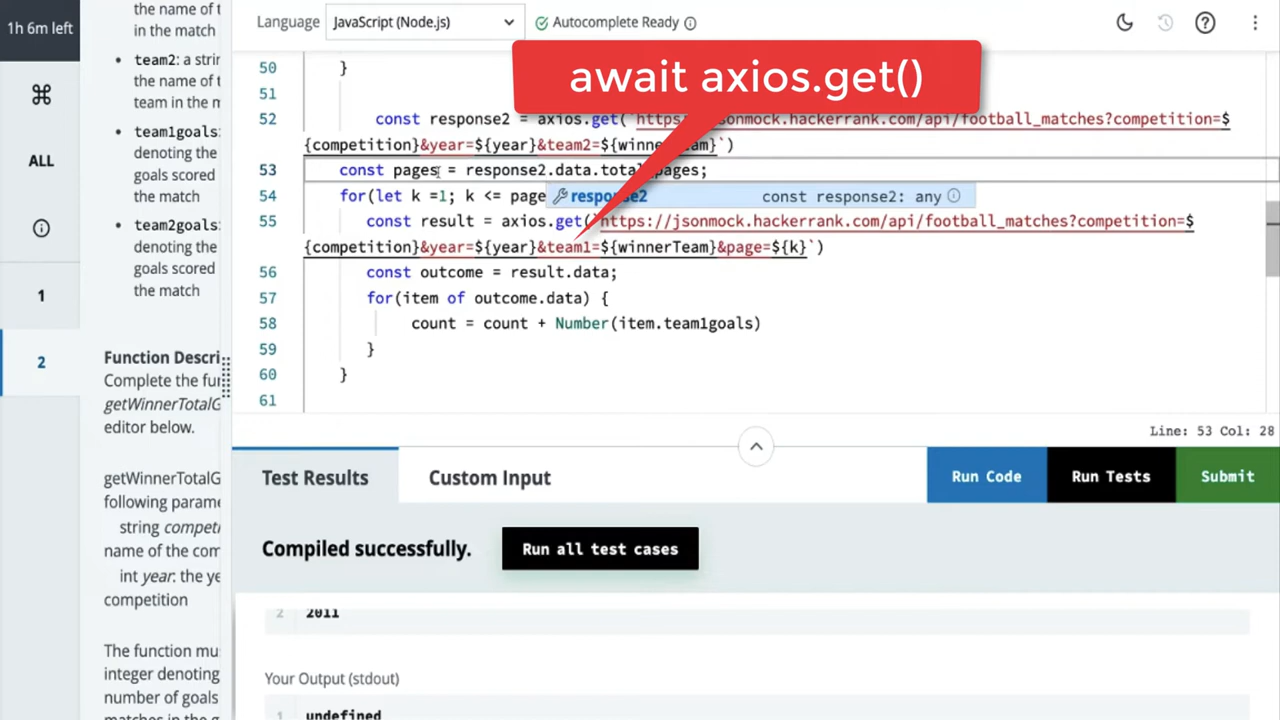 1h 6m left
ALL
1
2
the name of t
in the match
team2: a strin
the name of t
team in the m
team1goals:
denoting the
goals scored
the match
team2goals:
denoting the
goals scored
the match
Function Descri
Complete the fun
getWinnerTotalG
editor below.
getWinnerTotalG
following parame
string competi
name of the com
int year: the ye
competition
The function mu
integer denoting
number of goals
matches in the g
Language JavaScript (Node.js) Autocomplete Ready
await axios.get()
50 }
51
52 const response2 = axios.get(`https://jsonmock.hackerrank.com/api/football_matches?competition=$
{competition}&year=${year}&team2=${winnerTeam}`)
53 const pages = response2.data.total_pages;
54 for(let k =1; k <= page
response2 const response2: any
55 const result = axios.get(`https://jsonmock.hackerrank.com/api/football_matches?competition=$
{competition}&year=${year}&team1=${winnerTeam}&page=${k}`)
56 const outcome = result.data;
57 for(item of outcome.data) {
58 count = count + Number(item.team1goals)
59 }
60 }
61
Line: 53 Col: 28
Test Results Custom Input Run Code Run Tests Submit
Compiled successfully. Run all test cases
2 2011
Your Output (stdout)
1 undefined